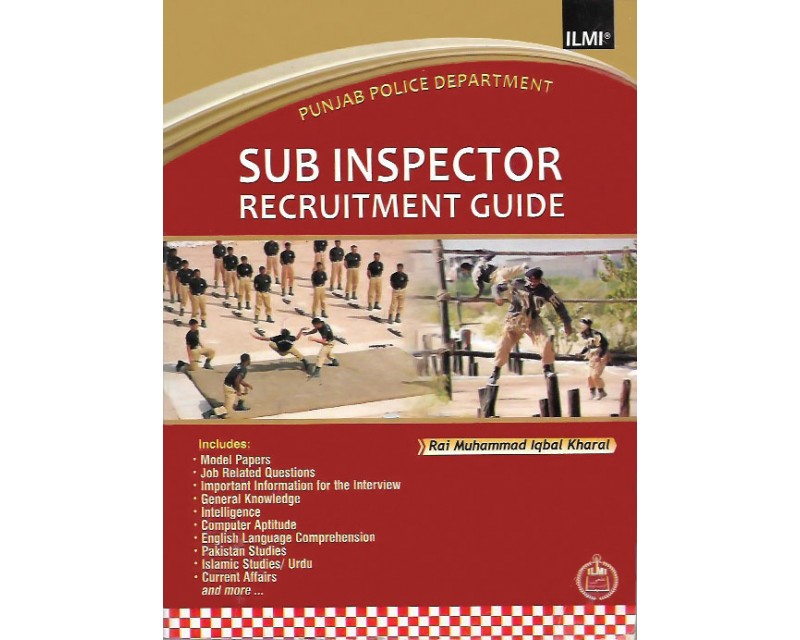 ILMI®
PUNJAB POLICE DEPARTMENT
SUB INSPECTOR
RECRUITMENT GUIDE
Rai Muhammad Iqbal Kharal
Includes:
• Model Papers
• Job Related Questions
• Important Information for the Interview
• General Knowledge
• Intelligence
• Computer Aptitude
• English Language Comprehension
• Pakistan Studies
• Islamic Studies/ Urdu
• Current Affairs
and more ...
ILMI